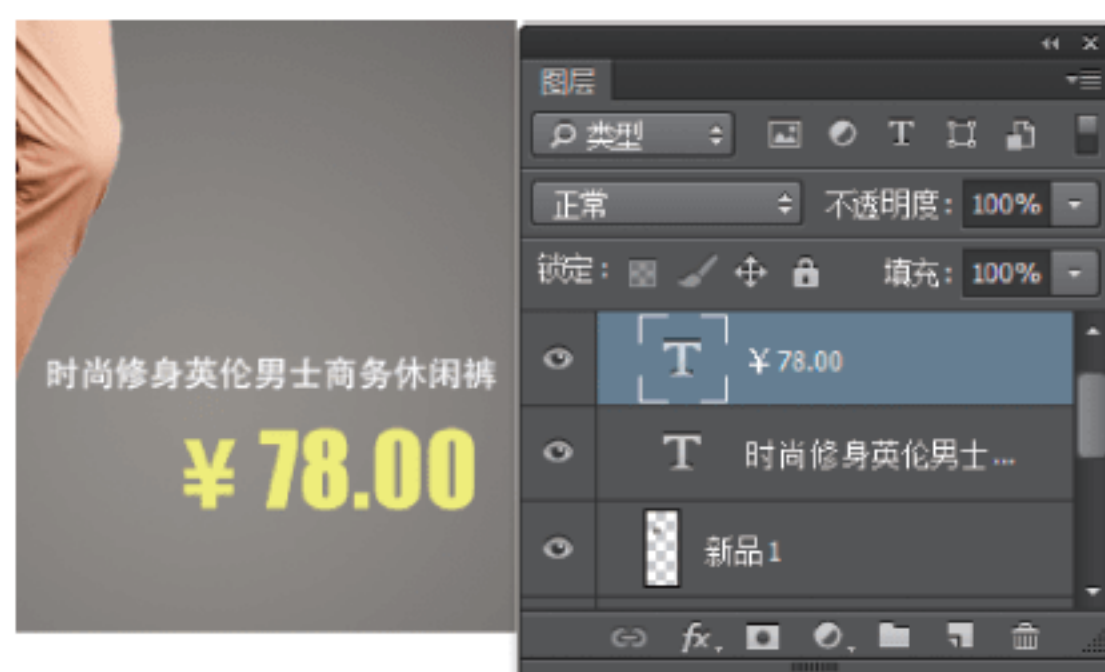 时尚修身英伦男士商务休闲裤
¥ 78.00
图层
类型
T
正常
不透明度: 100%
锁定:
填充: 100%
T ¥ 78.00
T 时尚修身英伦男士...
新品 1
fx.